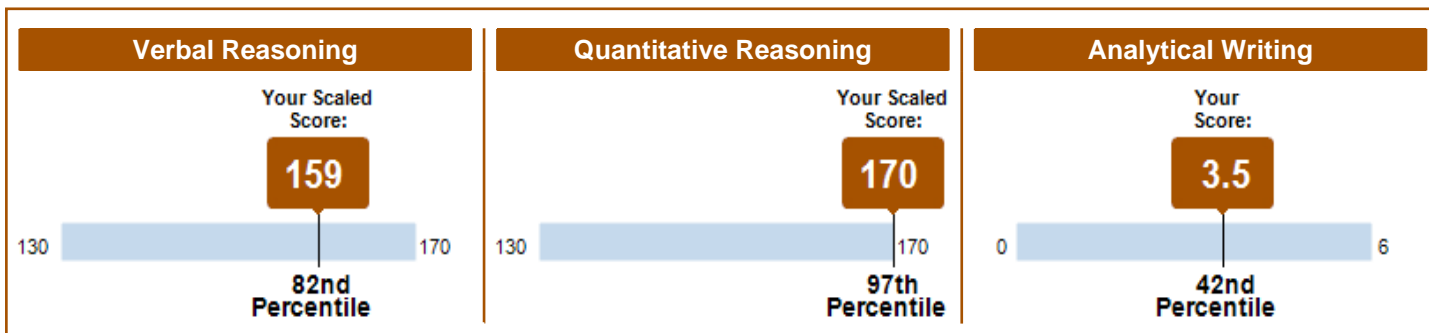 Verbal Reasoning
Your Scaled
Score:
159
130
170
82nd
Percentile
Quantitative Reasoning
Your Scaled
Score:
170
130
170
97th
Percentile
Analytical Writing
Your
Score:
3.5
0
6
42nd
Percentile